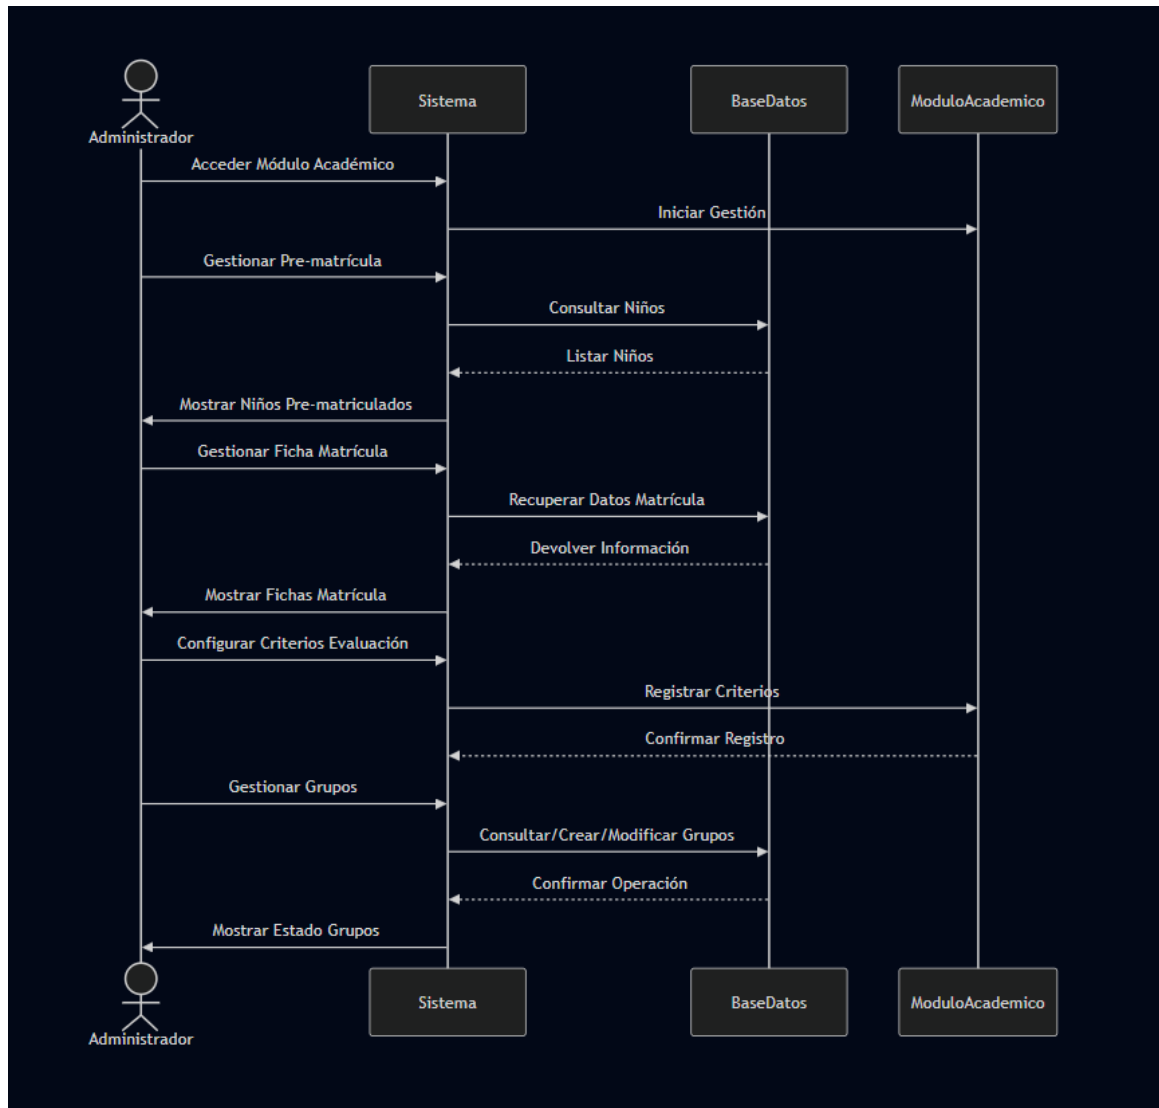 Administrador
Sistema
BaseDatos
ModuloAcademico
Acceder Módulo Académico
Iniciar Gestión
Gestionar Pre-matrícula
Consultar Niños
Listar Niños
Mostrar Niños Pre-matriculados
Gestionar Ficha Matrícula
Recuperar Datos Matrícula
Devolver Información
Mostrar Fichas Matrícula
Configurar Criterios Evaluación
Registrar Criterios
Confirmar Registro
Gestionar Grupos
Consultar/Crear/Modificar Grupos
Confirmar Operación
Mostrar Estado Grupos
Administrador
Sistema
BaseDatos
ModuloAcademico